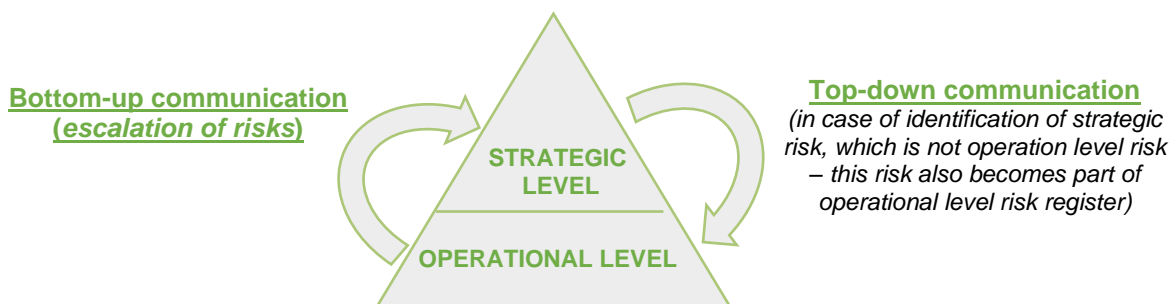 Bottom-up communication
(escalation of risks)
STRATEGIC
LEVEL
OPERATIONAL LEVEL
Top-down communication
(in case of identification of strategic
risk, which is not operation level risk
– this risk also becomes part of
operational level risk register)